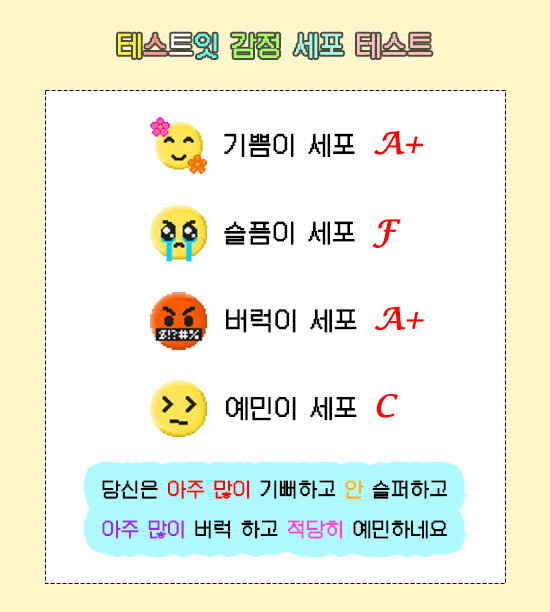 테스트잇 감정 세포 테스트
기쁨이 세포 A+
슬픔이 세포 F
버럭이 세포 A+
$!?#%
예민이 세포 C
당신은 아주 많이 기뻐하고 안 슬퍼하고
아주 많이 버럭 하고 적당히 예민하네요